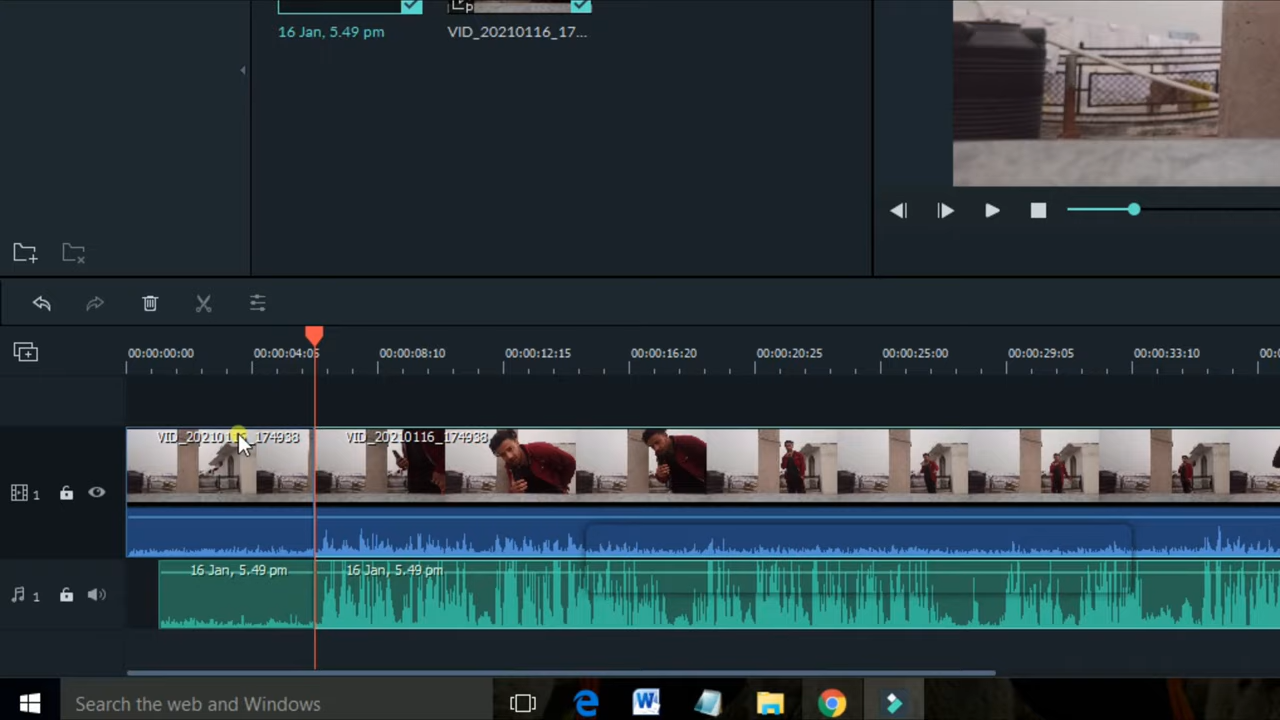 16 Jan, 5.49 pm
VID_20210116_17...
00:00:00:00
00:00:04:05
00:00:08:10
00:00:12:15
00:00:16:20
00:00:20:25
00:00:25:00
00:00:29:05
00:00:33:10
00:0
VID_20210116_174938
VID_20210116_174938
1
16 Jan, 5.49 pm
16 Jan, 5.49 pm
1
Search the web and Windows